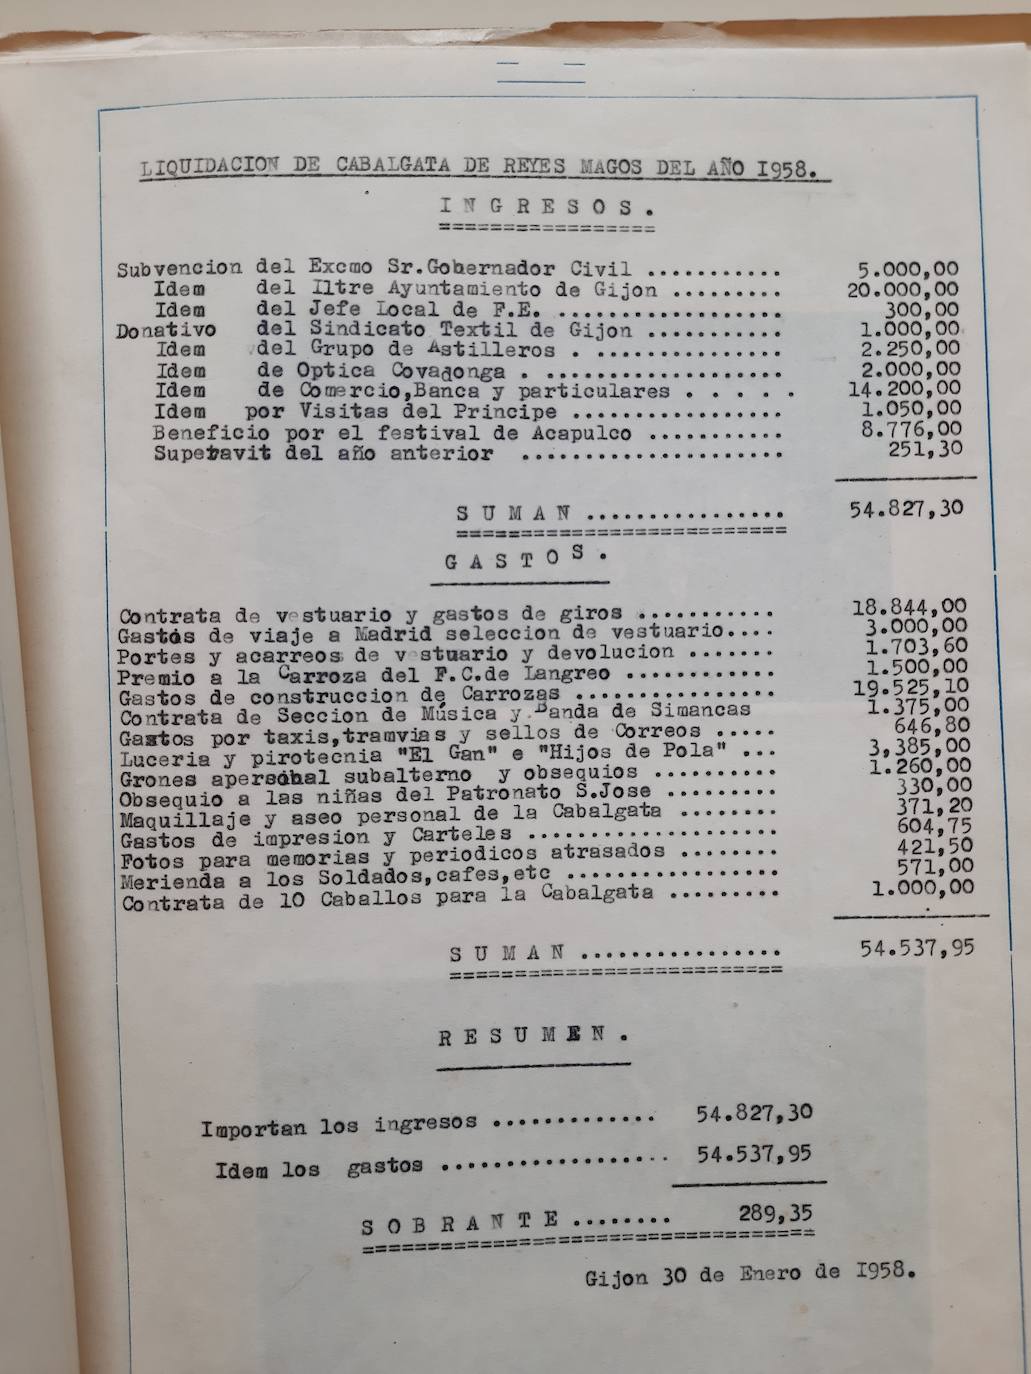 LIQUIDACION DE CABALGATA DE REYES MAGOS DEL AÑO I958.
I N G R E S O S .
=================
Subvencion del Excmo Sr.Gobernador Civil ........... 5.000,00
Idem del Iltre Ayuntamiento de Gijon ......... 20.000,00
Idem del Jefe Local de F.E. .................. 300,00
Donativo del Sindicato Textil de Gijon ........... 1.000,00
Idem del Grupo de Astilleros . ............... 2.250,00
Idem de Optica Covadonga . ................... 2.000,00
Idem de Comercio,Banca y particulares . . . . . 14.200,00
Idem por Visitas del Principe ................. 1.050,00
Beneficio por el festival de Acapulco ........... 8.776,00
Supetavit del año anterior ..................... 251,30
S U M A N ................ 54.827,30
==========================
G A S T O S .
Contrata de vestuario y gastos de giros ........... 18.844,00
Gastos de viaje a Madrid seleccion de vestuario.... 3.000,00
Portes y acarreos de vestuario y devolucion ....... 1.703,60
Premio a la Carroza del F.C.de Langreo ............ 1.500,00
Gastos de construccion de Carrozas ................ 19.525,10
Contrata de Seccion de Música y Banda de Simancas 1.375,00
Gastos por taxis,tramvias y sellos de Correos ..... 646,80
Luceria y pirotecnia "El Gan" e "Hijos de Pola" ... 3,385,00
Grones apersonal subalterno y obsequios .......... 1.260,00
Obsequio a las niñas del Patronato S.Jose ......... 330,00
Maquillaje y aseo personal de la Cabalgata ........ 371,20
Gastos de impresion y Carteles .................... 604,75
Fotos para memorias y periodicos atrasados ........ 421,50
Merienda a los Soldados,cafes,etc ................. 571,00
Contrata de 10 Caballos para la Cabalgata ......... 1.000,00
S U M A N ................ 54.537,95
==========================
R E S U M E N .
Importan los ingresos ............. 54.827,30
Idem los gastos .................. 54.537,95
S O B R A N T E ........ 289,35
===================================
Gijon 30 de Enero de I958.